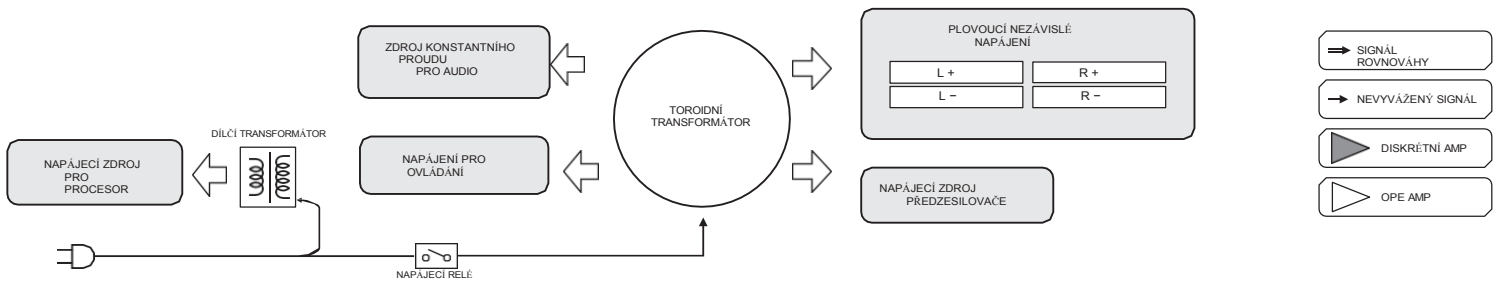 ZDROJ KONSTANTNÍHO
PROUDU
PRO AUDIO
PLOVOUCÍ NEZÁVISLÉ
NAPÁJENÍ
L +
R +
L −
R −
SIGNÁL
ROVNOVÁHY
NEVYVÁŽENÝ SIGNÁL
TOROIDNÍ
TRANSFORMÁTOR
DÍLČÍ TRANSFORMÁTOR
NAPÁJECÍ ZDROJ
PRO
PROCESOR
NAPÁJENÍ PRO
OVLÁDÁNÍ
NAPÁJECÍ ZDROJ
PŘEDZESILOVAČE
DISKRÉTNÍ AMP
OPE AMP
NAPÁJECÍ RELÉ